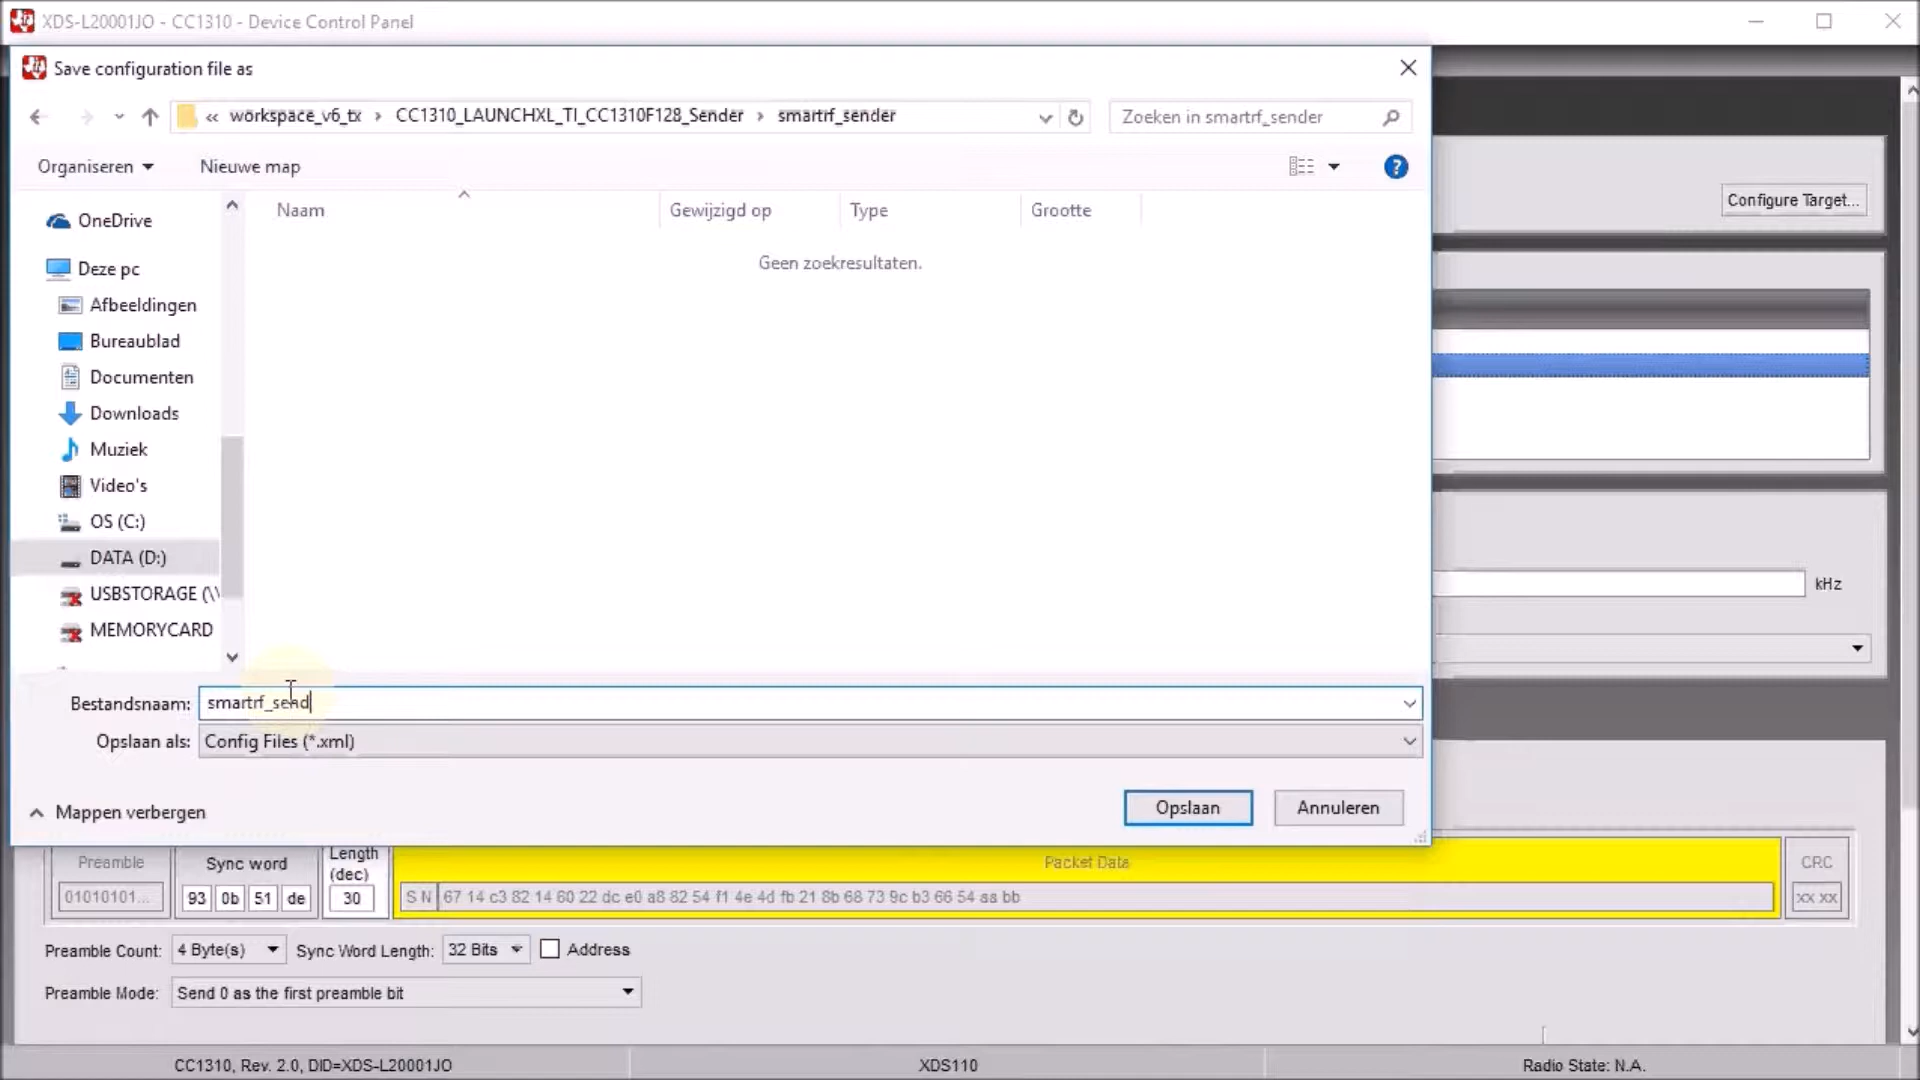 XDS-L20001JO - CC1310 - Device Control Panel
Save configuration file as
« workspace_v6_tx › CC1310_LAUNCHXL_TI_CC1310F128_Sender › smartrf_sender
Zoeken in smartrf_sender
Organiseren
Nieuwe map
Configure Target...
OneDrive
Naam
Gewijzigd op
Type
Grootte
Geen zoekresultaten.
Deze pc
Afbeeldingen
Bureaublad
Documenten
Downloads
Muziek
Video's
OS (C:)
DATA (D:)
USBSTORAGE (\\
MEMORYCARD
kHz
Bestandsnaam: smartrf_send
Opslaan als: Config Files (*.xml)
Mappen verbergen
Opslaan
Annuleren
Preamble
Sync word
Length (dec)
Packet Data
CRC
01010101...
93 0b 51 de
30
S N 67 14 c3 82 14 60 22 dc e0 a8 82 54 f1 4e 4d fb 21 8b 68 73 9c b3 66 54 aa bb
xx xx
Preamble Count: 4 Byte(s)
Sync Word Length: 32 Bits
Address
Preamble Mode: Send 0 as the first preamble bit
CC1310, Rev. 2.0, DID=XDS-L20001JO
XDS110
Radio State: N.A.